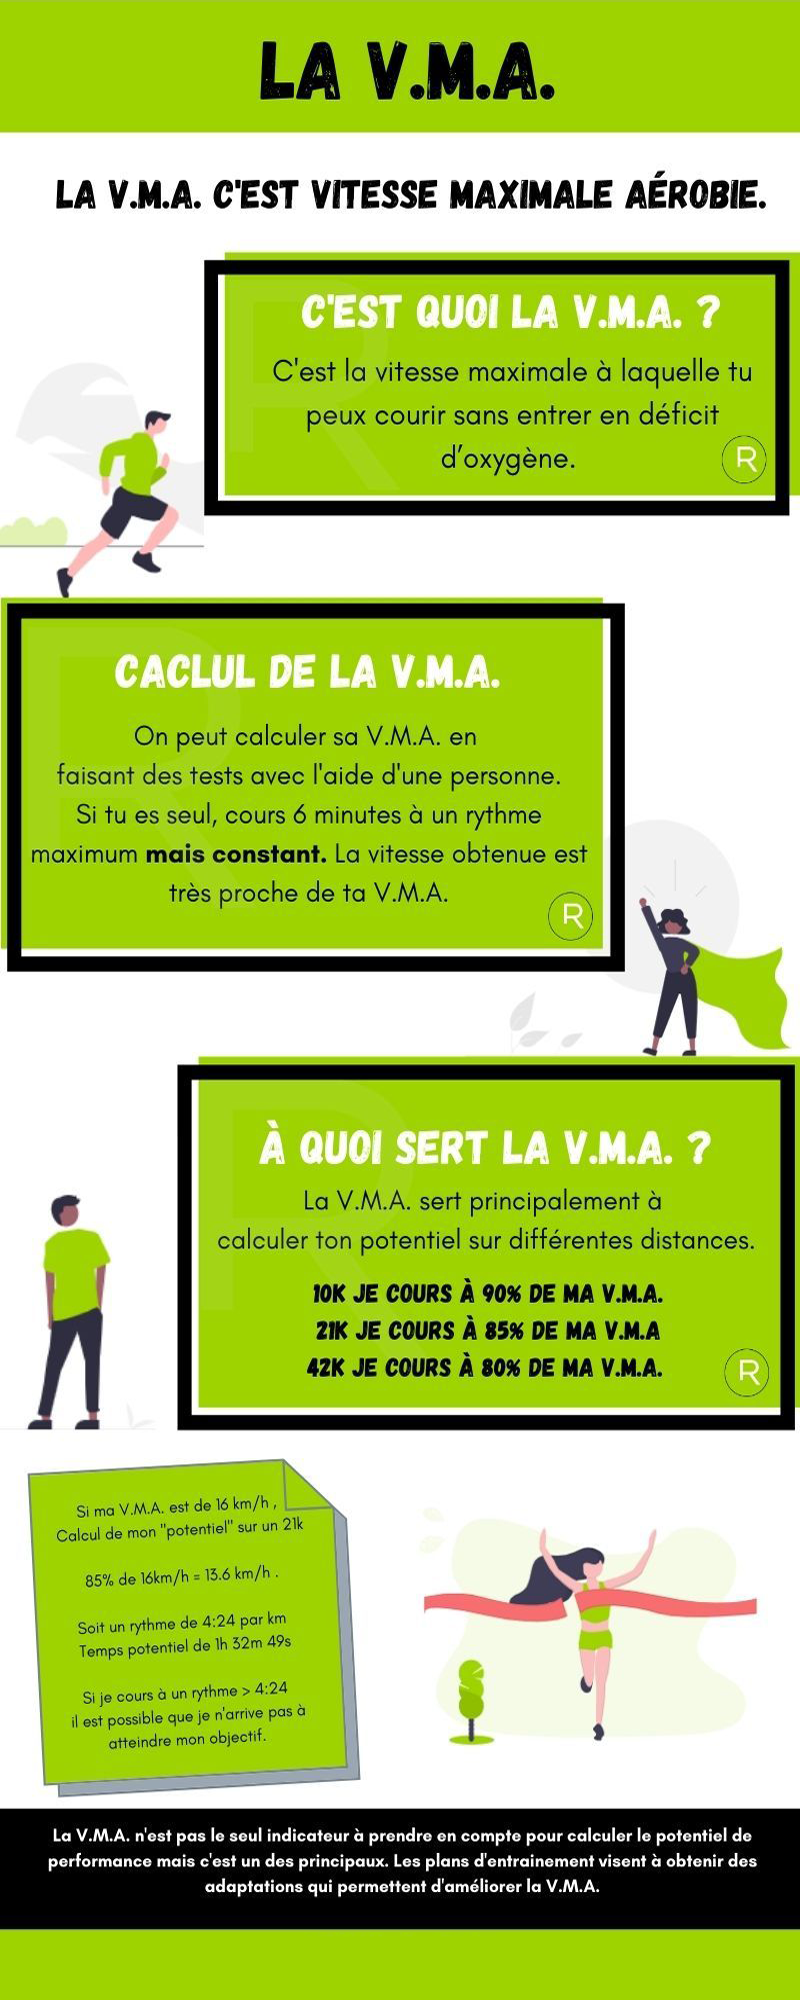 LA V.M.A.
LA V.M.A. C'EST VITESSE MAXIMALE AÉROBIE.
C'EST QUOI LA V.M.A. ?
C'est la vitesse maximale à laquelle tu
peux courir sans entrer en déficit
d'oxygène.
R
CACLUL DE LA V.M.A.
On peut calculer sa V.M.A. en
faisant des tests avec l'aide d'une personne.
Si tu es seul, cours 6 minutes à un rythme
maximum mais constant. La vitesse obtenue est
très proche de ta V.M.A.
R
À QUOI SERT LA V.M.A. ?
La V.M.A. sert principalement à
calculer ton potentiel sur différentes distances.
10K JE COURS À 90% DE MA V.M.A.
21K JE COURS À 85% DE MA V.M.A
42K JE COURS À 80% DE MA V.M.A.
R
Si ma V.M.A. est de 16 km/h ,
Calcul de mon "potentiel" sur un 21k
85% de 16km/h = 13.6 km/h .
Soit un rythme de 4:24 par km
Temps potentiel de 1h 32m 49s
Si je cours à un rythme > 4:24
il est possible que je n'arrive pas à
atteindre mon objectif.
La V.M.A. n'est pas le seul indicateur à prendre en compte pour calculer le potentiel de
performance mais c'est un des principaux. Les plans d'entrainement visent à obtenir des
adaptations qui permettent d'améliorer la V.M.A.